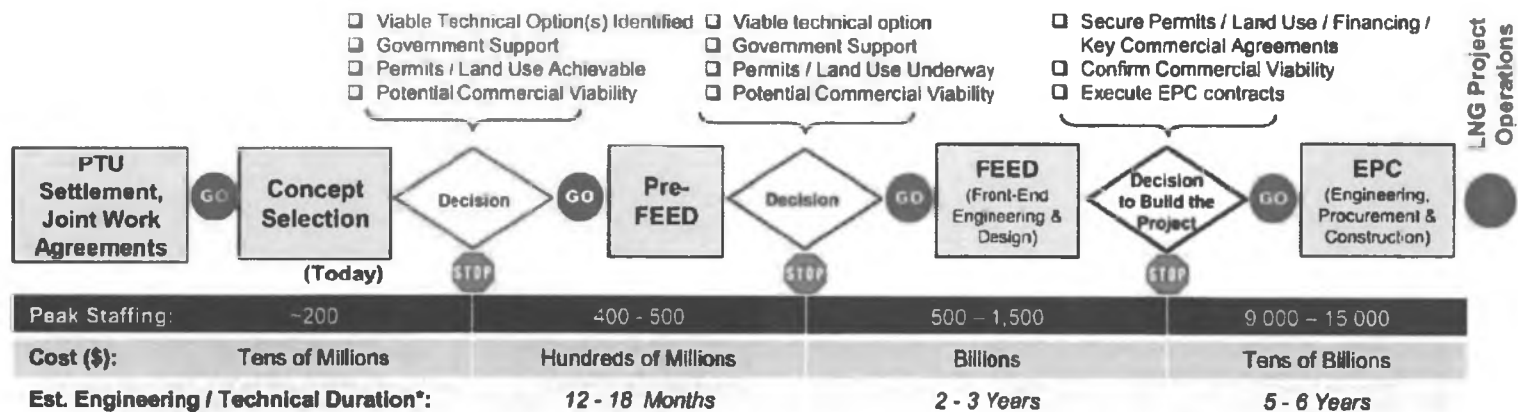 ☐ Viable Technical Option(s) Identified
☐ Government Support
☐ Permits / Land Use Achievable
☐ Potential Commercial Viability
☐ Viable technical option
☐ Government Support
☐ Permits / Land Use Underway
☐ Potential Commercial Viability
☐ Secure Permits / Land Use / Financing /
Key Commercial Agreements
☐ Confirm Commercial Viability
☐ Execute EPC contracts
LNG Project
Operations
PTU
Settlement,
Joint Work
Agreements
GO
Concept
Selection
(Today)
Decision
STOP
GO
Pre-
FEED
Decision
STOP
GO
FEED
(Front-End
Engineering &
Design)
Decision
to Build the
Project
STOP
GO
EPC
(Engineering,
Procurement &
Construction)
Peak Staffing: ~200 400 - 500 500 – 1,500 9 000 – 15 000
Cost ($): Tens of Millions Hundreds of Millions Billions Tens of Billions
Est. Engineering / Technical Duration*: 12 - 18 Months 2 - 3 Years 5 - 6 Years